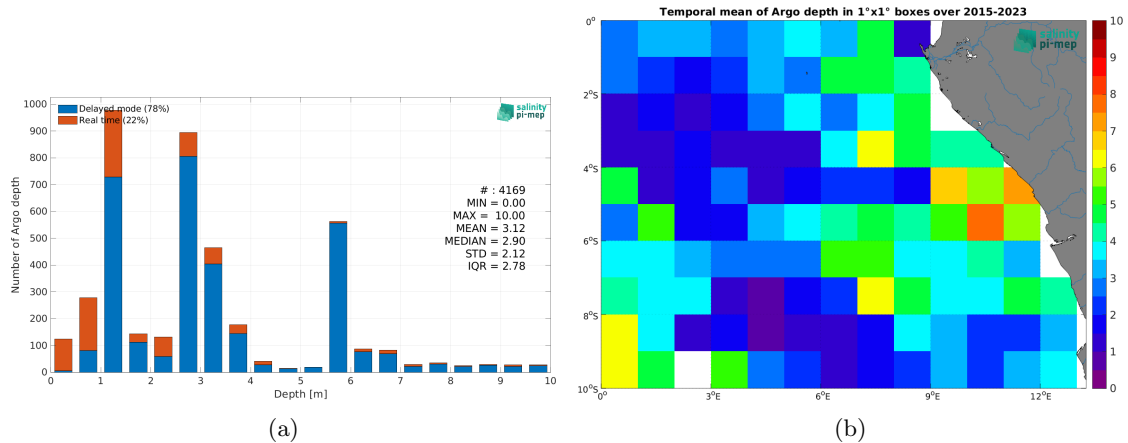 Temporal mean of Argo depth in 1°x1° boxes over 2015-2023
Delayed mode (78%)
Real time (22%)
salinity
pi-mep
# : 4169
MIN = 0.00
MAX = 10.00
MEAN = 3.12
MEDIAN = 2.90
STD = 2.12
IQR = 2.78
Number of Argo depth
1000
900
800
700
600
500
400
300
200
100
0
0 1 2 3 4 5 6 7 8 9 10
Depth [m]
(a)
salinity
pi-mep
0°
2°S
4°S
6°S
8°S
10°S
0° 3°E 6°E 9°E 12°E
10
9
8
7
6
5
4
3
2
1
0
(b)